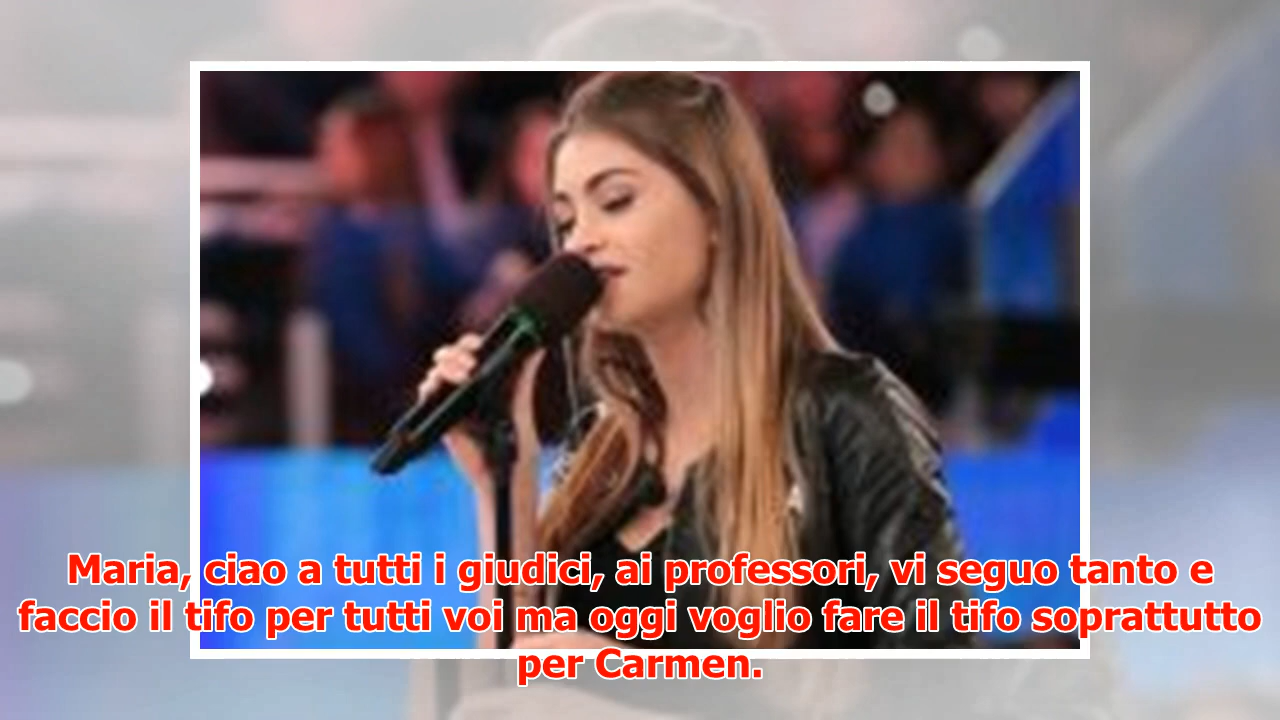 Maria, ciao a tutti i giudici, ai professori, vi seguo tanto e
faccio il tifo per tutti voi ma oggi voglio fare il tifo soprattutto
per Carmen.